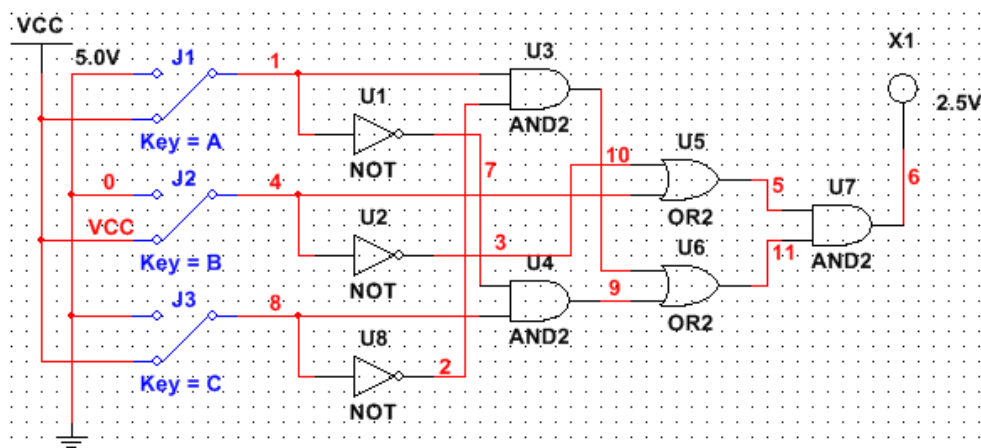 VCC
5.0V
J1
1
Key = A
U1
NOT
7
U3
AND2
X1
2.5V
0
J2
4
VCC
Key = B
U2
NOT
3
10
U5
OR2
5
U7
AND2
6
J3
8
Key = C
U8
NOT
2
U4
AND2
9
U6
OR2
11